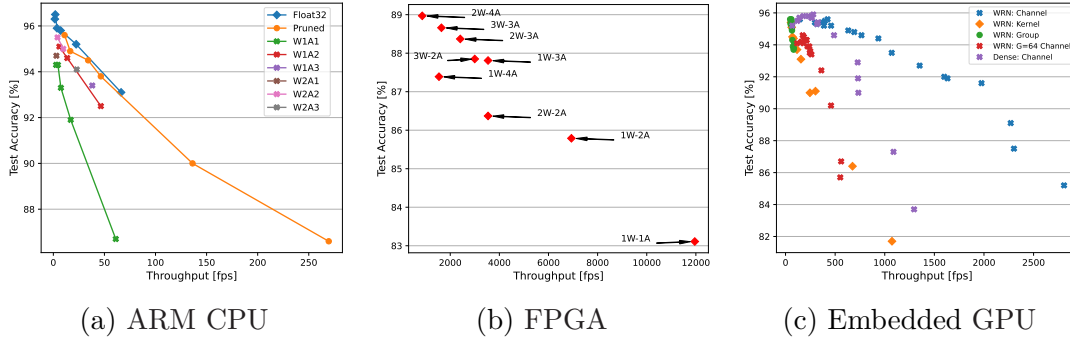 96
94
92
90
88
0
50
100
150
200
250
Test Accuracy [%]
Throughput [fps]
Float32
Pruned
W1A1
W1A2
W1A3
W2A1
W2A2
W2A3
(a) ARM CPU
89
88
87
86
85
84
83
2000
4000
6000
8000
10000
12000
Test Accuracy [%]
Throughput [fps]
2W-4A
3W-3A
2W-3A
3W-2A
1W-3A
1W-4A
2W-2A
1W-2A
1W-1A
(b) FPGA
96
94
92
90
88
86
84
82
0
500
1000
1500
2000
2500
Test Accuracy [%]
Throughput [fps]
WRN: Channel
WRN: Kernel
WRN: Group
WRN: G=64 Channel
Dense: Channel
(c) Embedded GPU